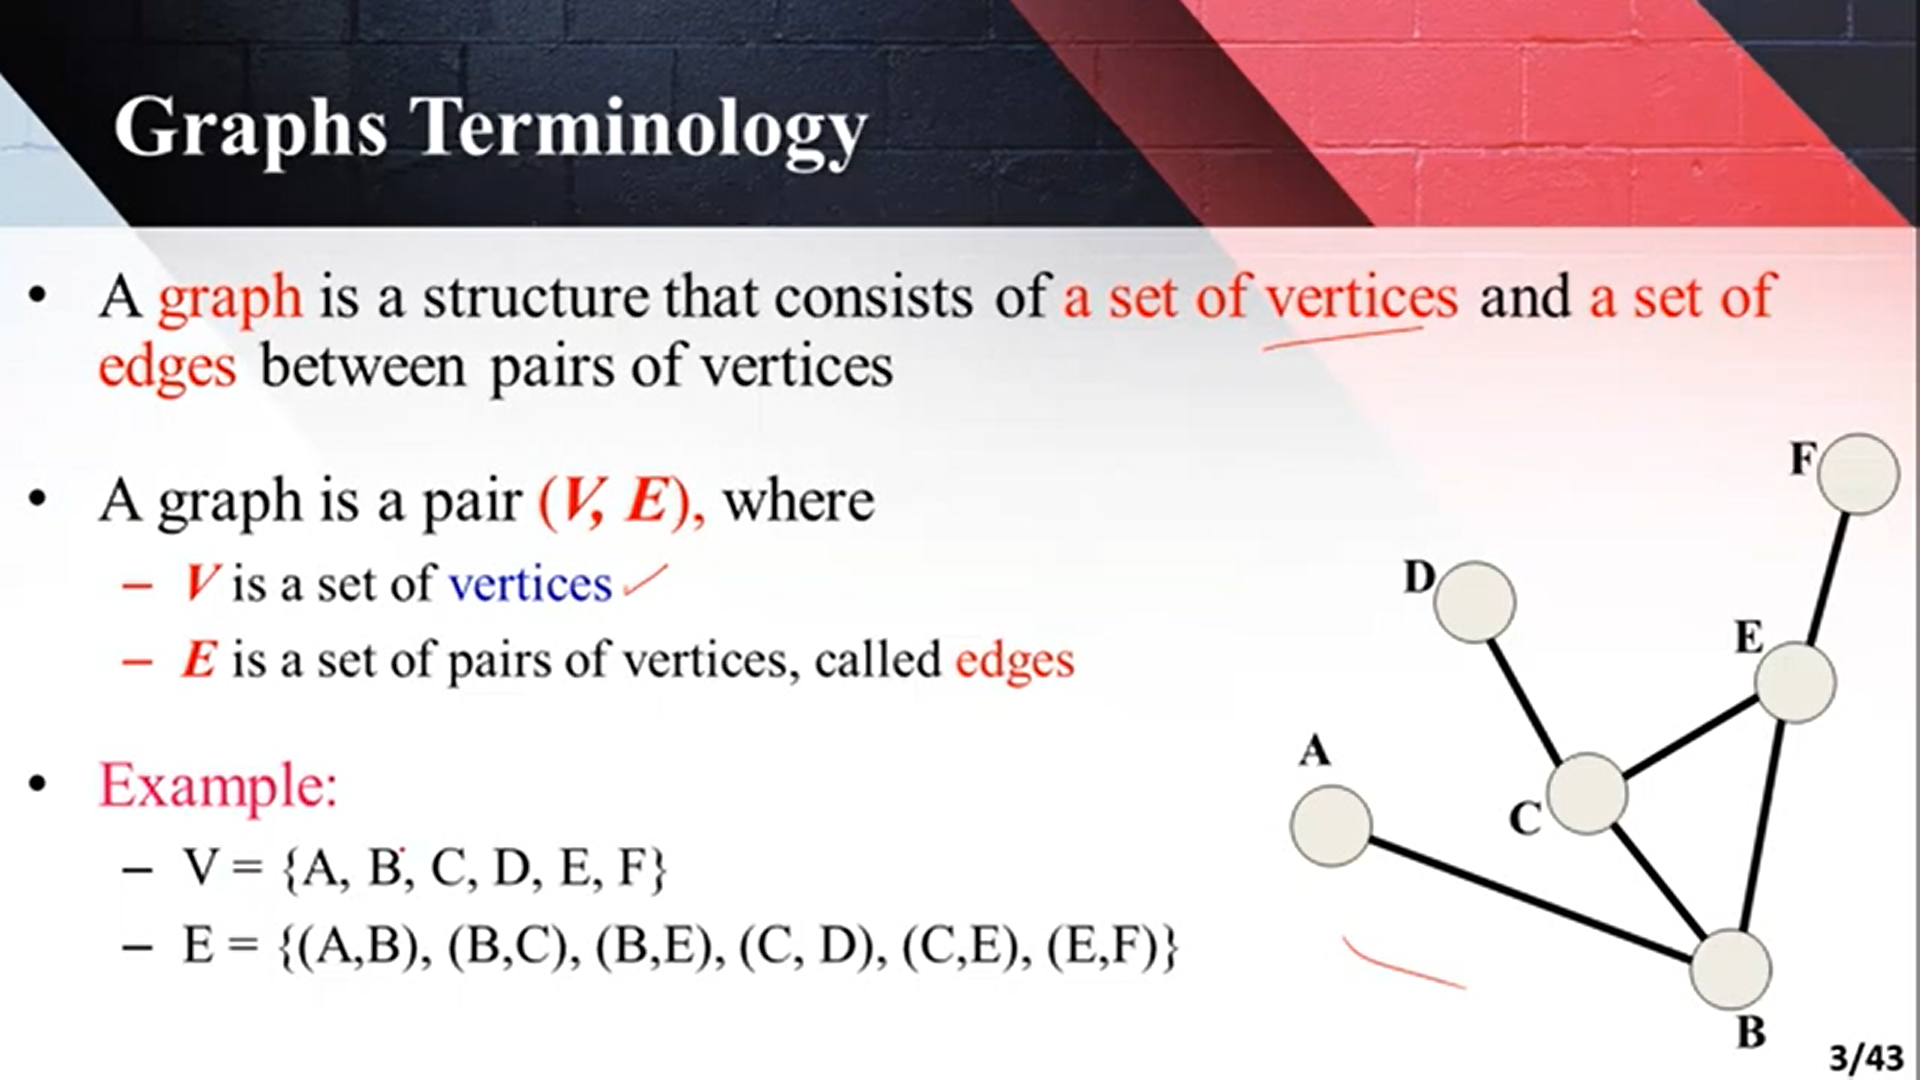 Graphs Terminology
• A graph is a structure that consists of a set of vertices and a set of
edges between pairs of vertices
• A graph is a pair (V, E), where
– V is a set of vertices
– E is a set of pairs of vertices, called edges
• Example:
– V = {A, B, C, D, E, F}
– E = {(A,B), (B,C), (B,E), (C, D), (C,E), (E,F)}
F
D
E
A
C
B
3/43